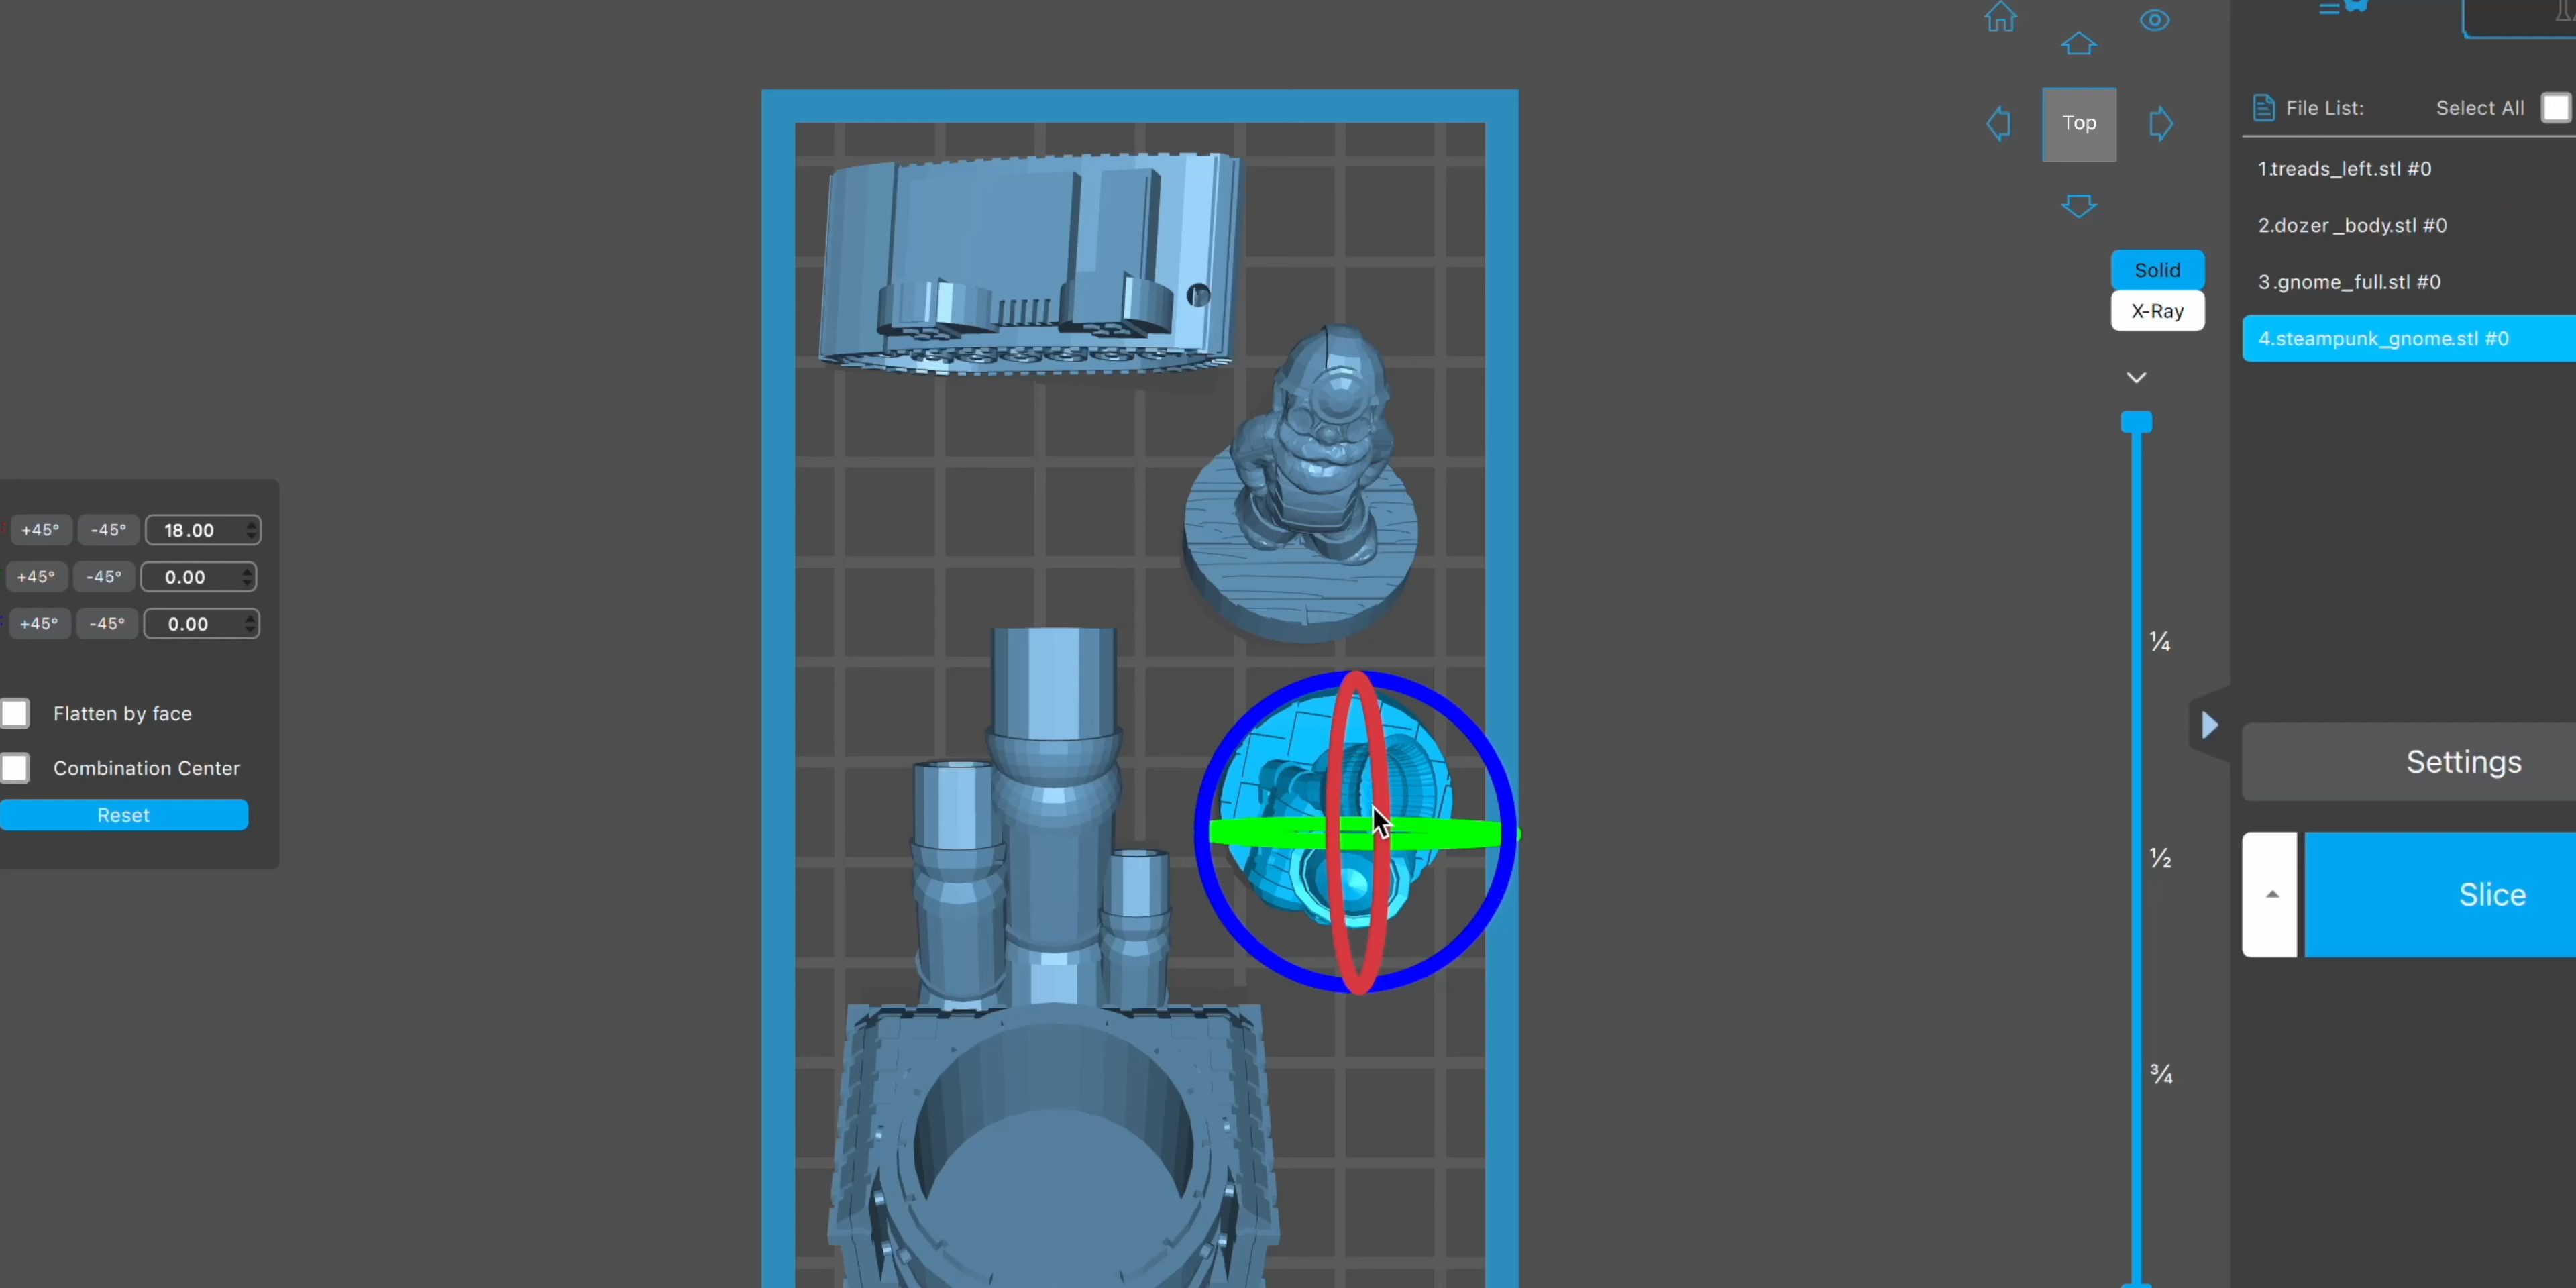 Top
File List: Select All
1.treads_left.stl #0
2.dozer_body.stl #0
3.gnome_full.stl #0
4.steampunk_gnome.stl #0
Solid
X-Ray
+45° -45° 18.00
+45° -45° 0.00
+45° -45° 0.00
Flatten by face
Combination Center
Reset
¼
½
¾
Settings
Slice